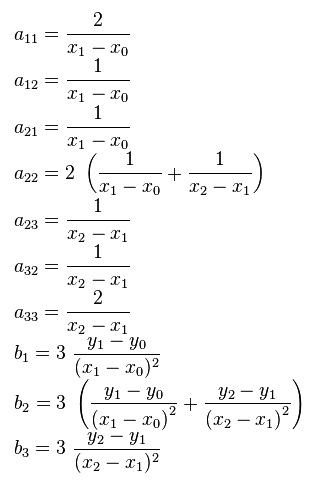 a₁₁ = 2 / (x₁ − x₀)
a₁₂ = 1 / (x₁ − x₀)
a₂₁ = 1 / (x₁ − x₀)
a₂₂ = 2 (1 / (x₁ − x₀) + 1 / (x₂ − x₁))
a₂₃ = 1 / (x₂ − x₁)
a₃₂ = 1 / (x₂ − x₁)
a₃₃ = 2 / (x₂ − x₁)
b₁ = 3 (y₁ − y₀) / (x₁ − x₀)²
b₂ = 3 ((y₁ − y₀) / (x₁ − x₀)² + (y₂ − y₁) / (x₂ − x₁)²)
b₃ = 3 (y₂ − y₁) / (x₂ − x₁)²